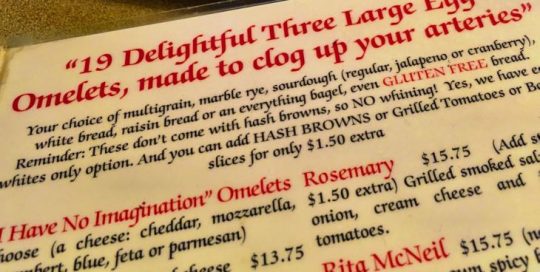 “19 Delightful Three Large Egg
Omelets, made to clog up your arteries”
Your choice of multigrain, marble rye, sourdough (regular, jalapeno or cranberry),
white bread, raisin bread or an everything bagel, even GLUTEN TREE bread.
Reminder: These don't come with hash browns, so NO whining! Yes, we have e
whites only option. And you can add HASH BROWNS or Grilled Tomatoes or B
slices for only $1.50 extra
I Have No Imagination” Omelets
hoose (a cheese: cheddar, mozzarella,
mbert, blue, feta or parmesan)
$13.75
Rosemary $15.75 (Add s
$1.50 extra) Grilled smoked sal
onion, cream cheese and
tomatoes.
Rita McNeil $15.75 (n
um spicy f